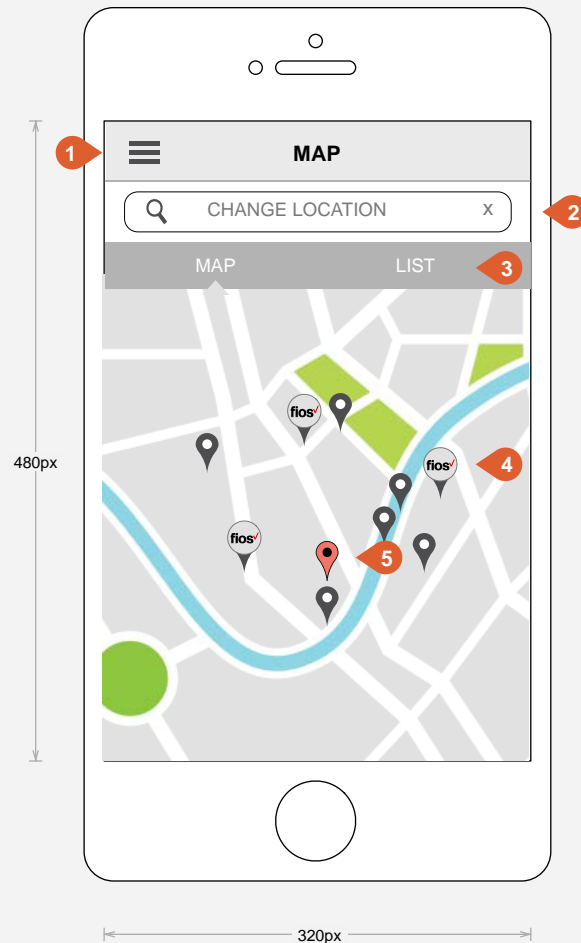 1
MAP
CHANGE LOCATION X
2
MAP LIST
3
fios
fios
4
480px
fios
5
320px